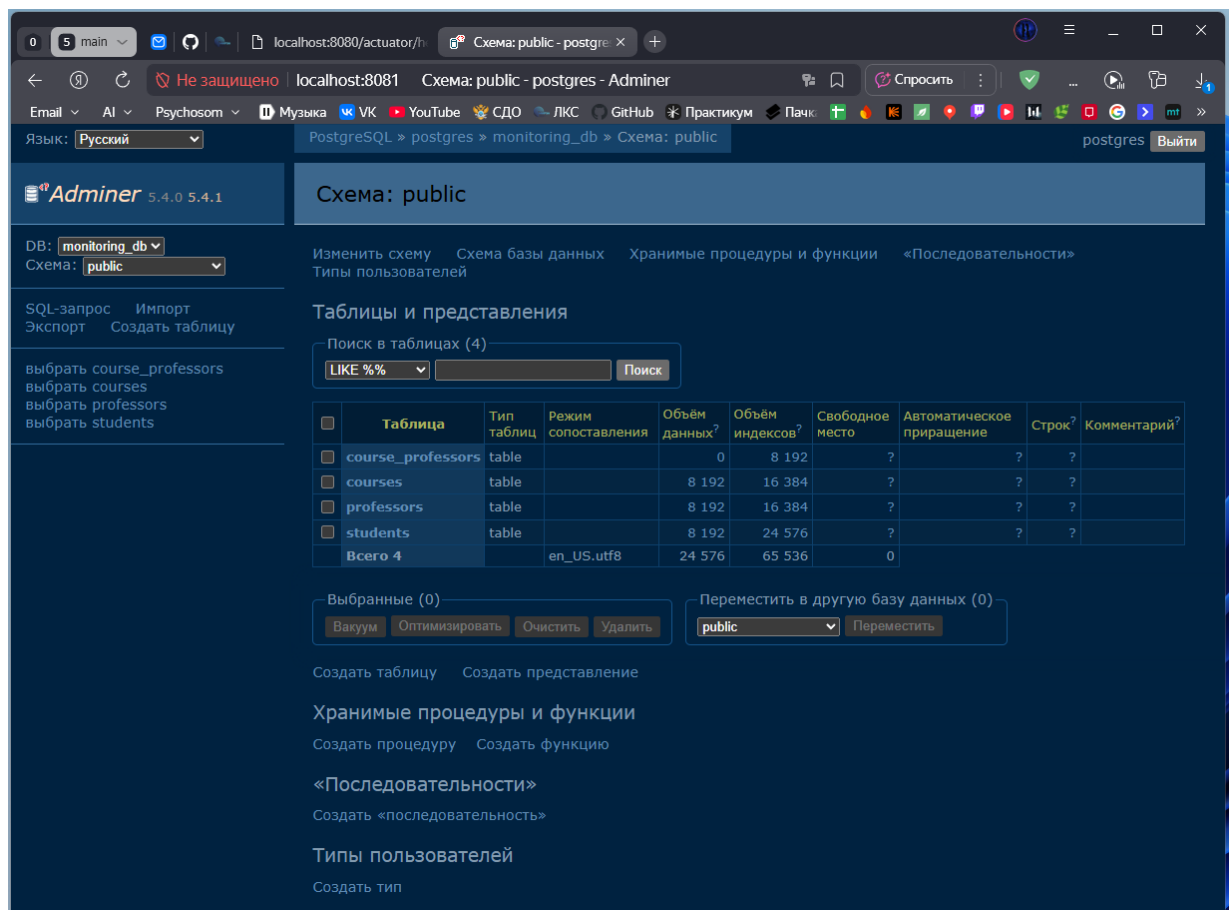 0 5 main localhost:8080/actuator/h Схема: public - postgre
Не защищено localhost:8081 Схема: public - postgres - Adminer Спросить
Email AI Psychosom Музыка VK YouTube СДО ЛКС GitHub Практикум Пачк
Язык: Русский PostgreSQL » postgres » monitoring_db » Схема: public postgres Выйти
Adminer 5.4.0 5.4.1
Схема: public
DB: monitoring_db
Схема: public
SQL-запрос Импорт
Экспорт Создать таблицу
выбрать course_professors
выбрать courses
выбрать professors
выбрать students
Изменить схему Схема базы данных Хранимые процедуры и функции «Последовательности»
Типы пользователей
Таблицы и представления
Поиск в таблицах (4)
LIKE %% Поиск
Таблица Тип таблиц Режим сопоставления Объём данных? Объём индексов? Свободное место Автоматическое приращение Строк? Комментарий?
course_professors table 0 8 192 ? ? ?
courses table 8 192 16 384 ? ? ?
professors table 8 192 16 384 ? ? ?
students table 8 192 24 576 ? ? ?
Всего 4 en_US.utf8 24 576 65 536 0
Выбранные (0)
Вакуум Оптимизировать Очистить Удалить
Переместить в другую базу данных (0)
public Переместить
Создать таблицу Создать представление
Хранимые процедуры и функции
Создать процедуру Создать функцию
«Последовательности»
Создать «последовательность»
Типы пользователей
Создать тип